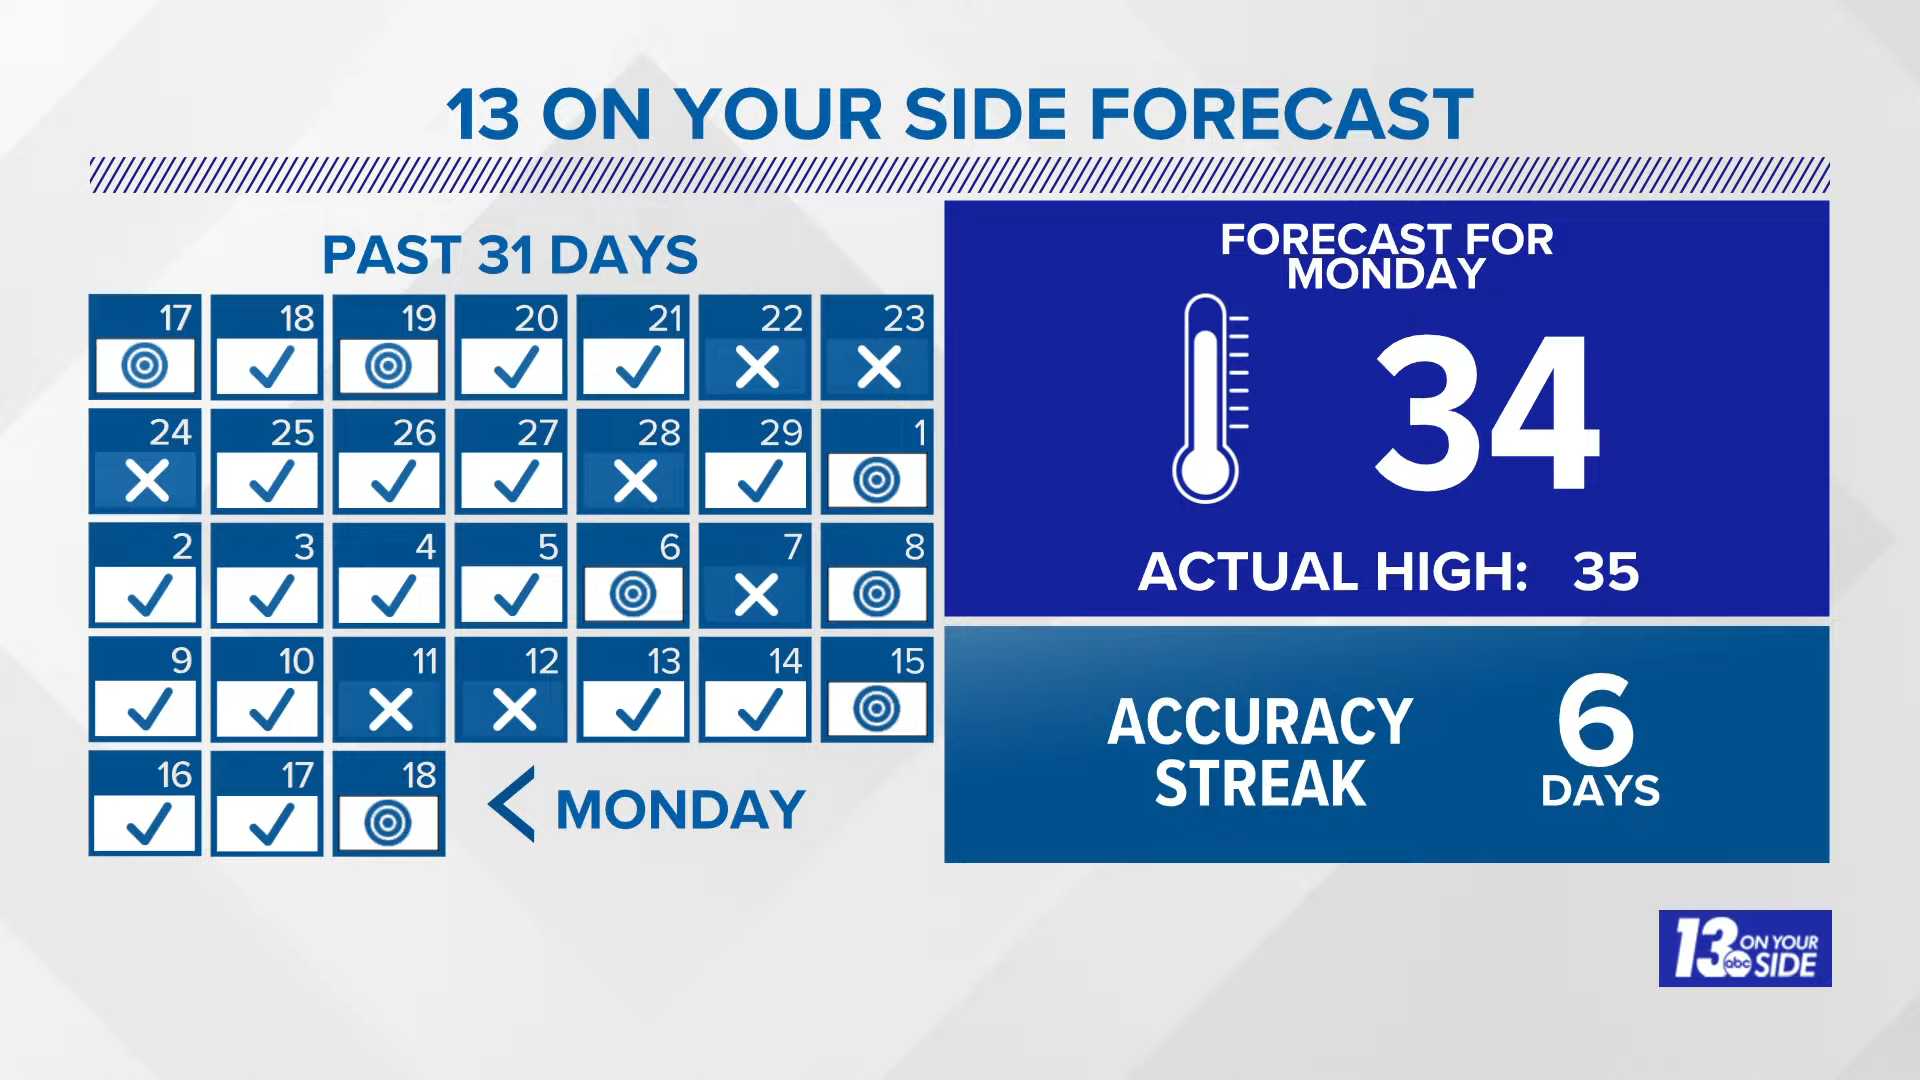 13 ON YOUR SIDE FORECAST
PAST 31 DAYS
17 18 19 20 21 22 23
24 25 26 27 28 29 1
2 3 4 5 6 7 8
9 10 11 12 13 14 15
16 17 18
MONDAY
FORECAST FOR
MONDAY
34
ACTUAL HIGH: 35
ACCURACY
STREAK
6
DAYS
13 ON YOUR
abc SIDE